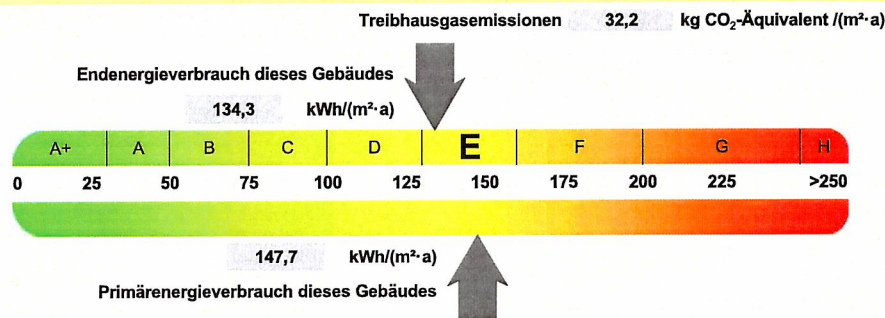 Treibhausgasemissionen 32,2 kg CO₂-Äquivalent /(m²·a)
Endenergieverbrauch dieses Gebäudes
134,3 kWh/(m²·a)
A+ A B C D E F G H
0 25 50 75 100 125 150 175 200 225 >250
147,7 kWh/(m²·a)
Primärenergieverbrauch dieses Gebäudes